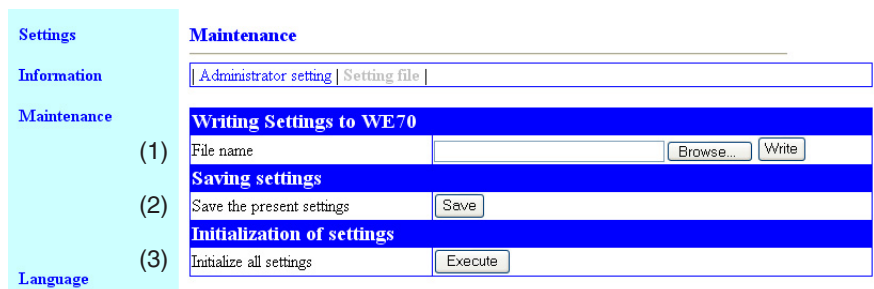 Settings
Maintenance
Information
| Administrator setting | Setting file |
Maintenance
Writing Settings to WE70
(1) File name Browse... Write
Saving settings
(2) Save the present settings Save
Initialization of settings
(3) Initialize all settings Execute
Language